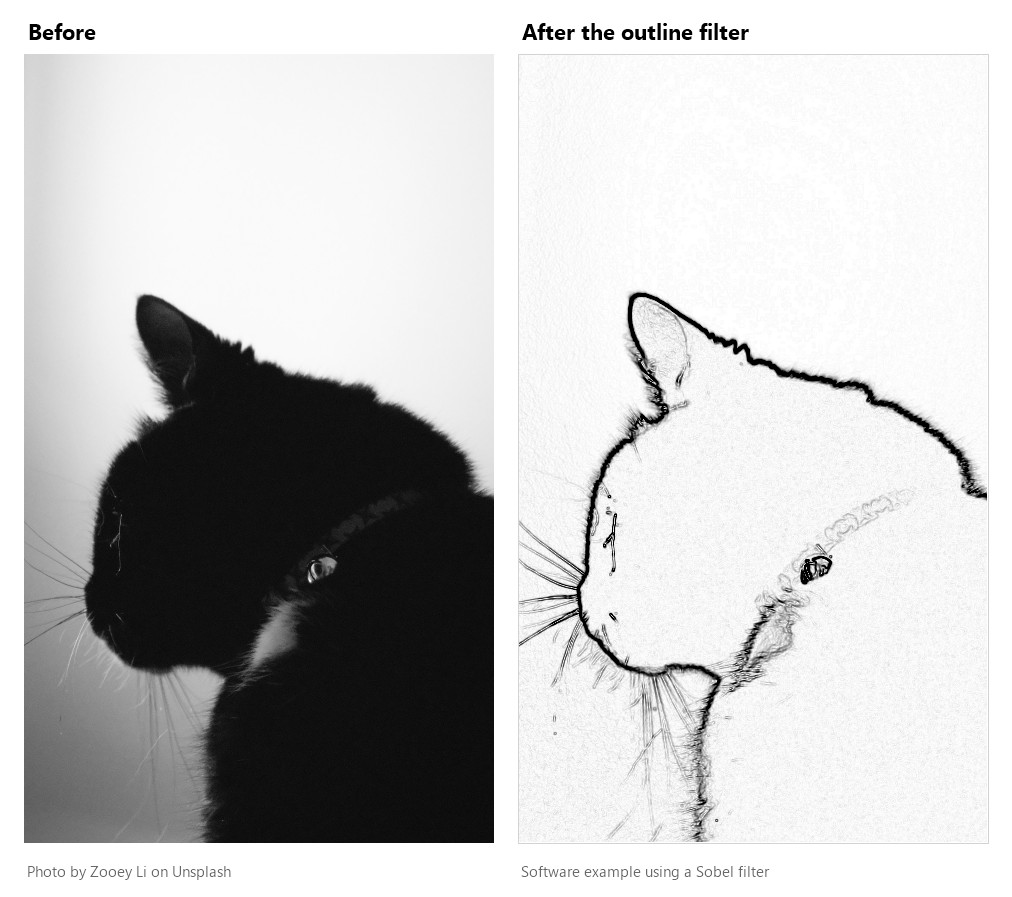 Before
After the outline filter
Photo by Zooey Li on Unsplash
Software example using a Sobel filter